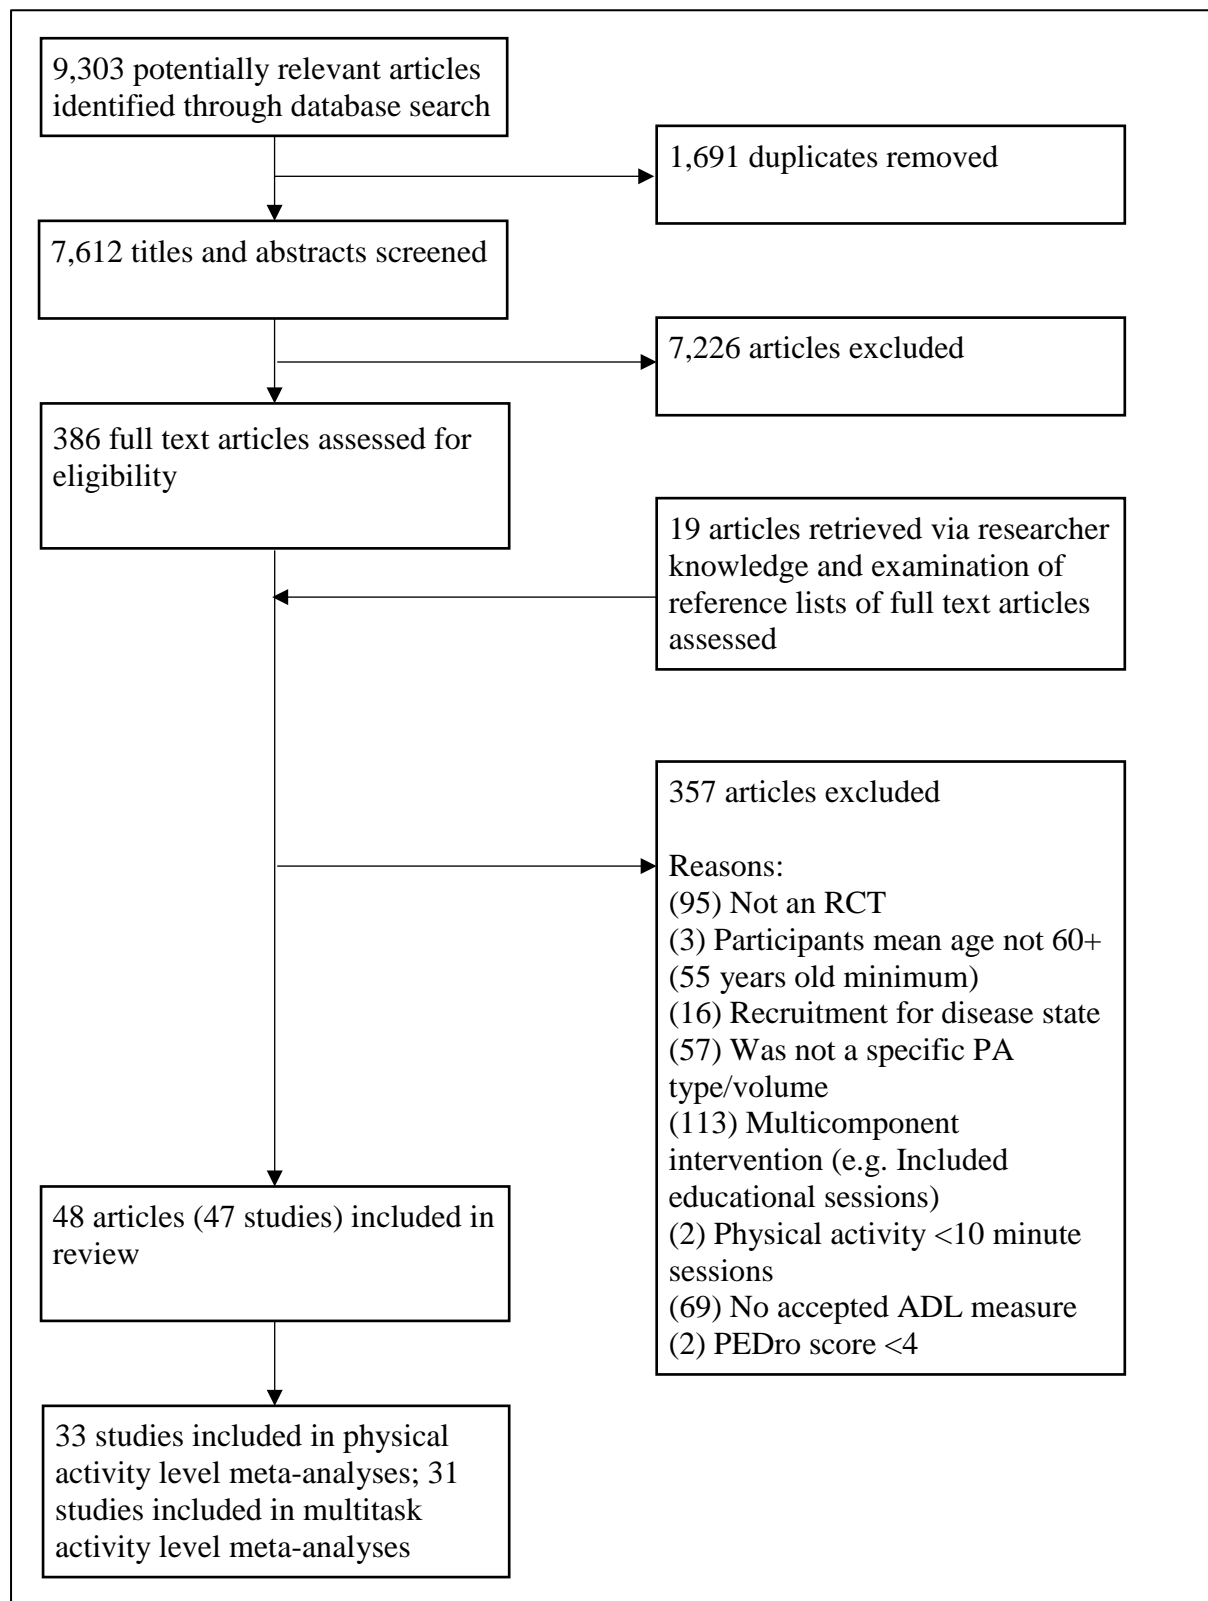 9,303 potentially relevant articles
identified through database search
1,691 duplicates removed
7,612 titles and abstracts screened
7,226 articles excluded
386 full text articles assessed for
eligibility
19 articles retrieved via researcher
knowledge and examination of
reference lists of full text articles
assessed
357 articles excluded
Reasons:
(95) Not an RCT
(3) Participants mean age not 60+
(55 years old minimum)
(16) Recruitment for disease state
(57) Was not a specific PA
type/volume
(113) Multicomponent
intervention (e.g. Included
educational sessions)
(2) Physical activity <10 minute
sessions
(69) No accepted ADL measure
(2) PEDro score <4
48 articles (47 studies) included in
review
33 studies included in physical
activity level meta-analyses; 31
studies included in multitask
activity level meta-analyses